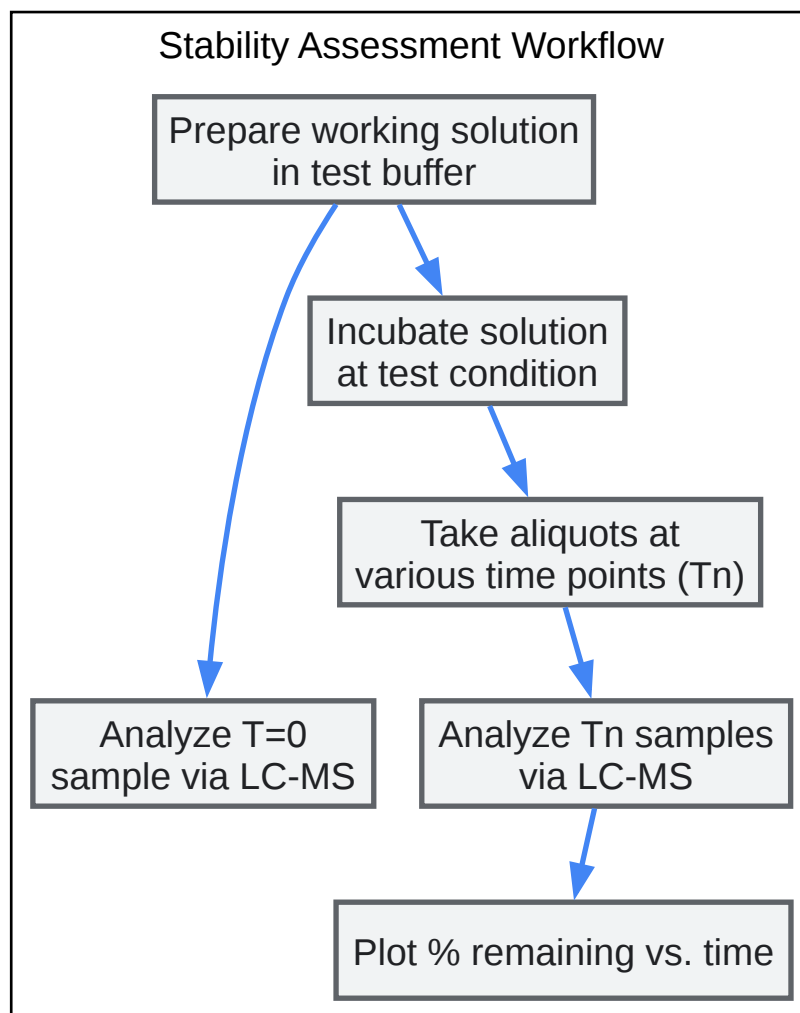 Stability Assessment Workflow
Prepare working solution
in test buffer
Incubate solution
at test condition
Take aliquots at
various time points (Tn)
Analyze T=0
sample via LC-MS
Analyze Tn samples
via LC-MS
Plot % remaining vs. time